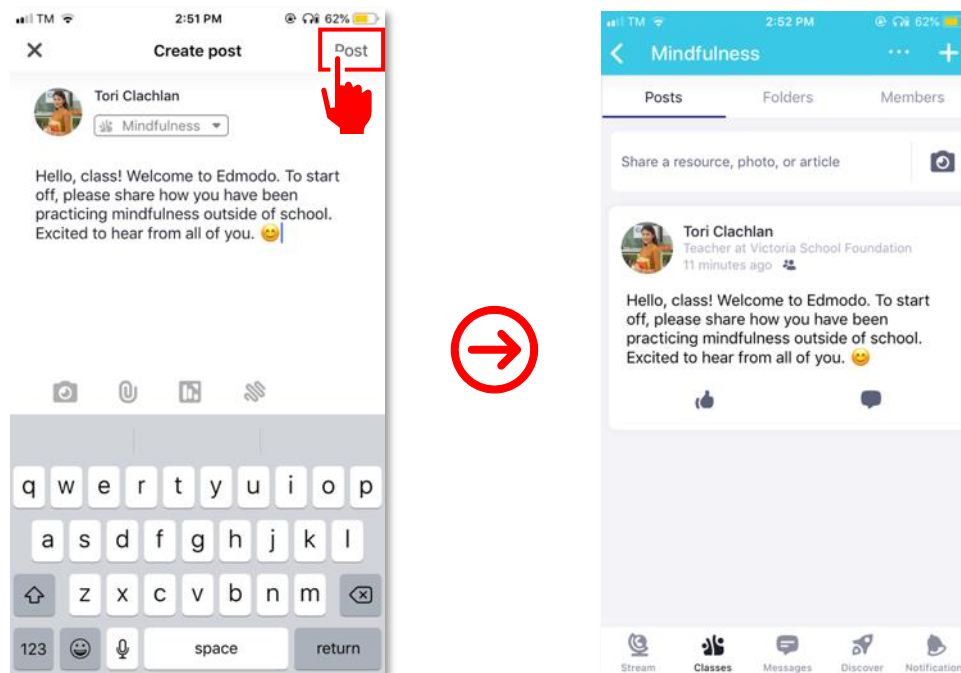 TM 2:51 PM 62%
Create post Post
Tori Clachlan
Mindfulness
Hello, class! Welcome to Edmodo. To start
off, please share how you have been
practicing mindfulness outside of school.
Excited to hear from all of you. 😊
q w e r t y u i o p
a s d f g h j k l
z x c v b n m
123 space return
TM 2:52 PM 62%
Mindfulness
Posts Folders Members
Share a resource, photo, or article
Tori Clachlan
Teacher at Victoria School Foundation
11 minutes ago
Hello, class! Welcome to Edmodo. To start
off, please share how you have been
practicing mindfulness outside of school.
Excited to hear from all of you. 😊
Stream Classes Messages Discover Notification